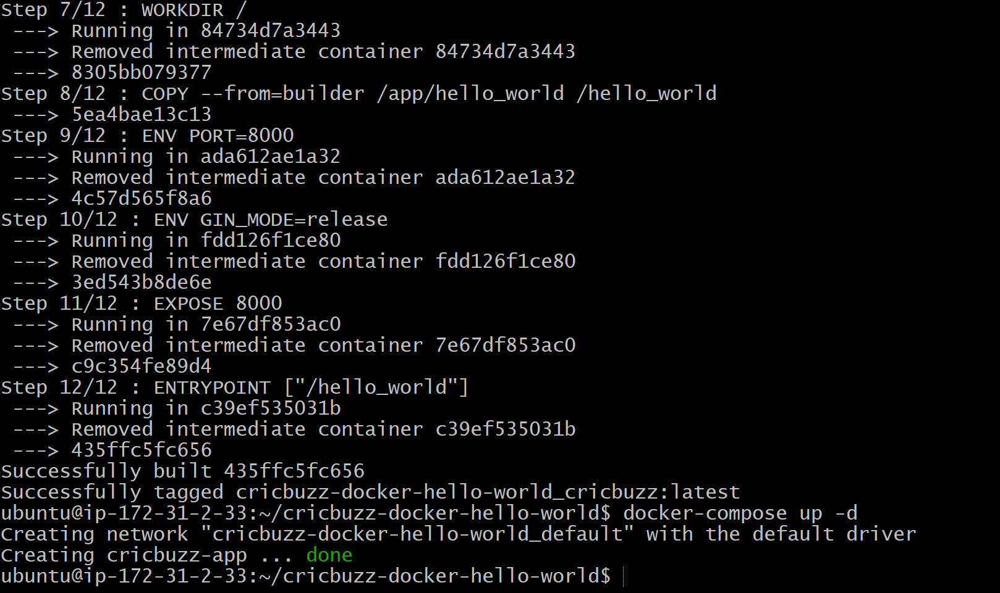 Step 7/12 : WORKDIR /
 ---> Running in 84734d7a3443
 ---> Removed intermediate container 84734d7a3443
 ---> 8305bb079377
Step 8/12 : COPY --from=builder /app/hello_world /hello_world
 ---> 5ea4bae13c13
Step 9/12 : ENV PORT=8000
 ---> Running in ada612ae1a32
 ---> Removed intermediate container ada612ae1a32
 ---> 4c57d565f8a6
Step 10/12 : ENV GIN_MODE=release
 ---> Running in fdd126f1ce80
 ---> Removed intermediate container fdd126f1ce80
 ---> 3ed543b8de6e
Step 11/12 : EXPOSE 8000
 ---> Running in 7e67df853ac0
 ---> Removed intermediate container 7e67df853ac0
 ---> c9c354fe89d4
Step 12/12 : ENTRYPOINT ["/hello_world"]
 ---> Running in c39ef535031b
 ---> Removed intermediate container c39ef535031b
 ---> 435ffc5fc656
Successfully built 435ffc5fc656
Successfully tagged cricbuzz-docker-hello-world_cricbuzz:latest
ubuntu@ip-172-31-2-33:~/cricbuzz-docker-hello-world$ docker-compose up -d
Creating network "cricbuzz-docker-hello-world_default" with the default driver
Creating cricbuzz-app ... done
ubuntu@ip-172-31-2-33:~/cricbuzz-docker-hello-world$